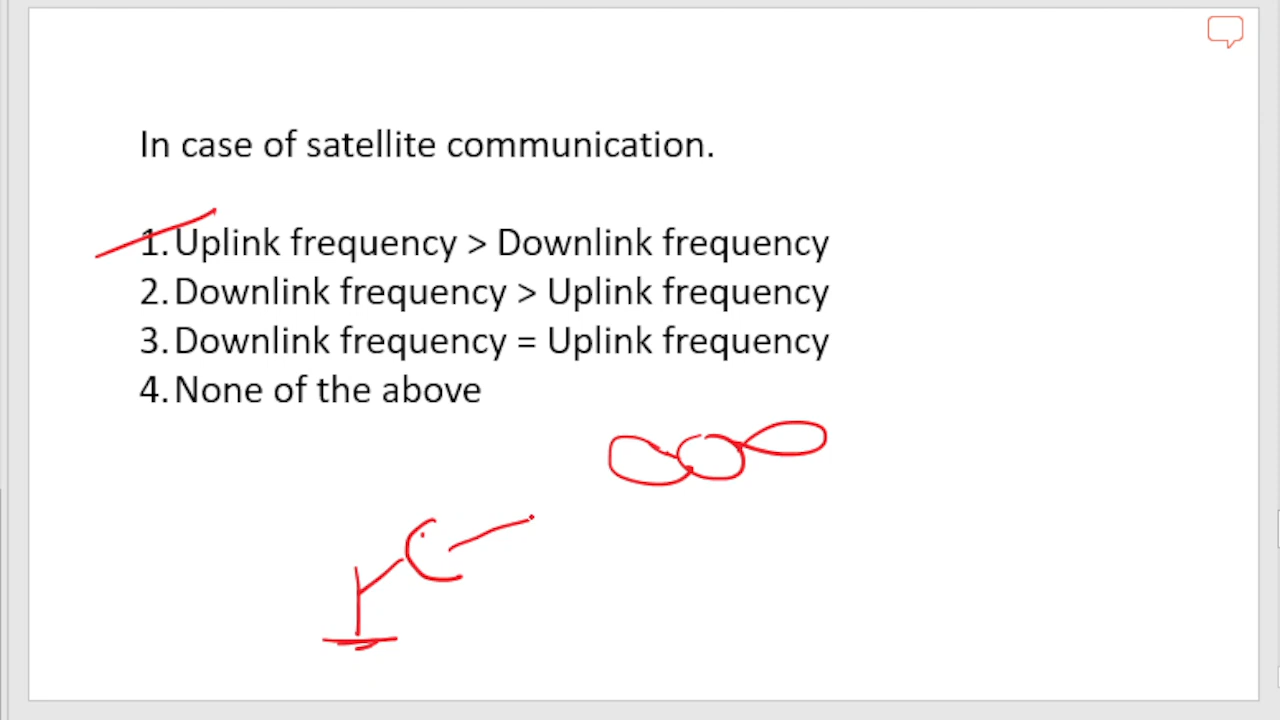 In case of satellite communication.
1. Uplink frequency > Downlink frequency
2. Downlink frequency > Uplink frequency
3. Downlink frequency = Uplink frequency
4. None of the above